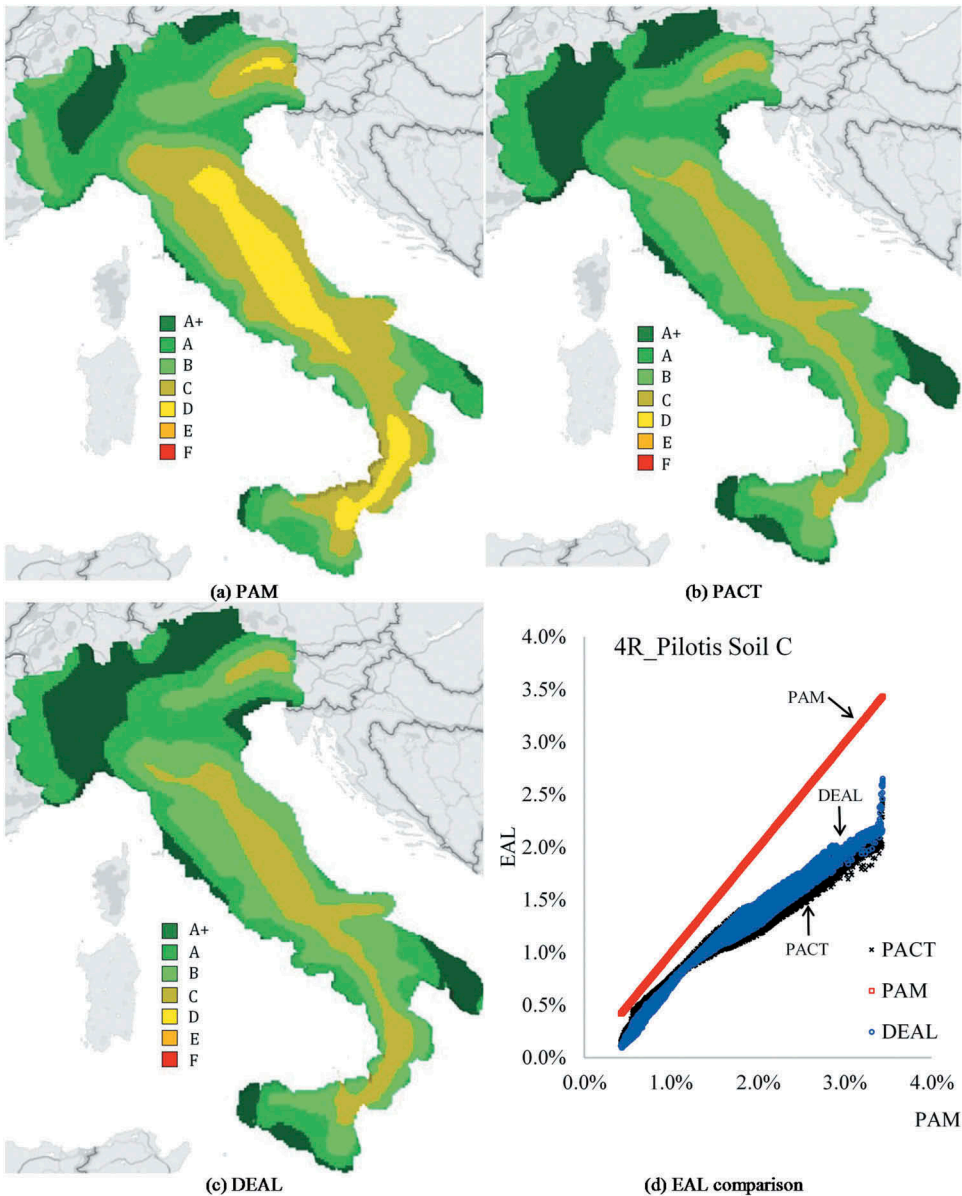 A+
A
B
C
D
E
F
(a) PAM
A+
A
B
C
D
E
F
(b) PACT
A+
A
B
C
D
E
F
(c) DEAL
4R_Pilotis Soil C
4.0%
3.5%
3.0%
2.5%
2.0%
1.5%
1.0%
0.5%
0.0%
EAL
PAM
DEAL
PACT
PACT
PAM
DEAL
0.0% 1.0% 2.0% 3.0% 4.0%
PAM
(d) EAL comparison